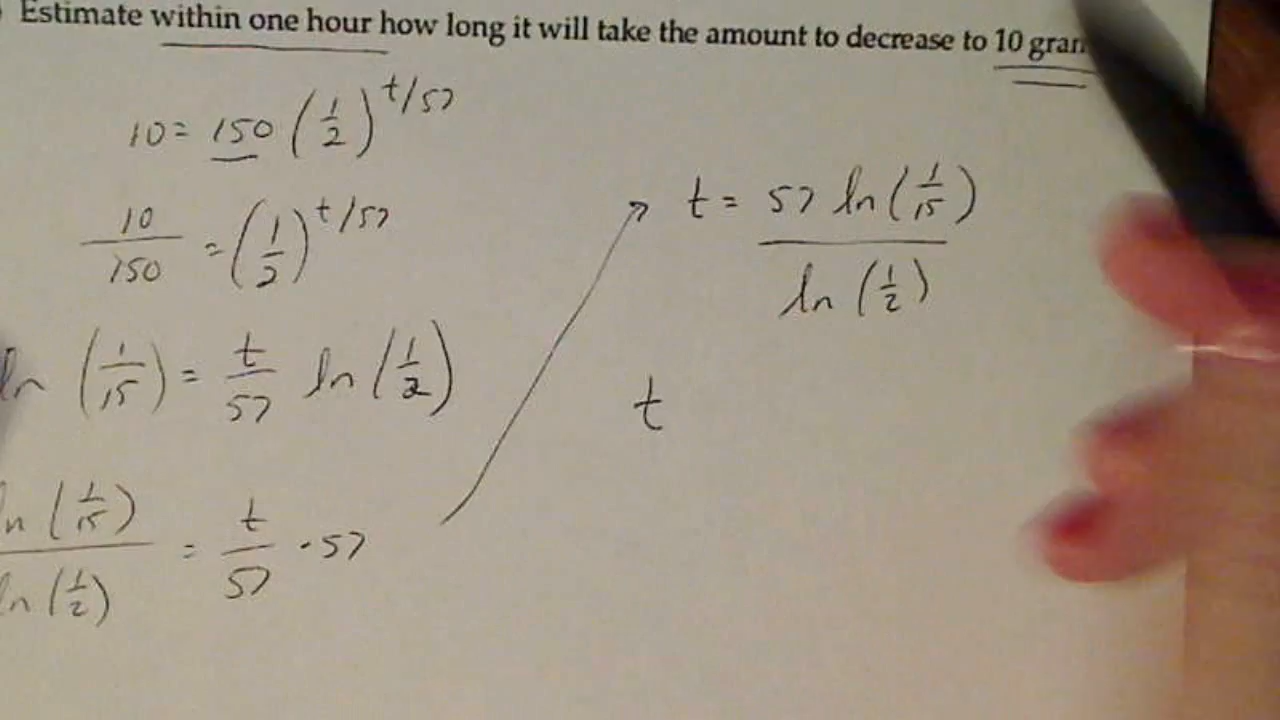 Estimate within one hour how long it will take the amount to decrease to 10 gram
10 = 150 (1/2)^t/57
10/150 = (1/2)^t/57
ln (1/15) = t/57 ln (1/2)
ln (1/15) / ln (1/2) = t/57 · 57
t = 57 ln (1/15) / ln (1/2)
t